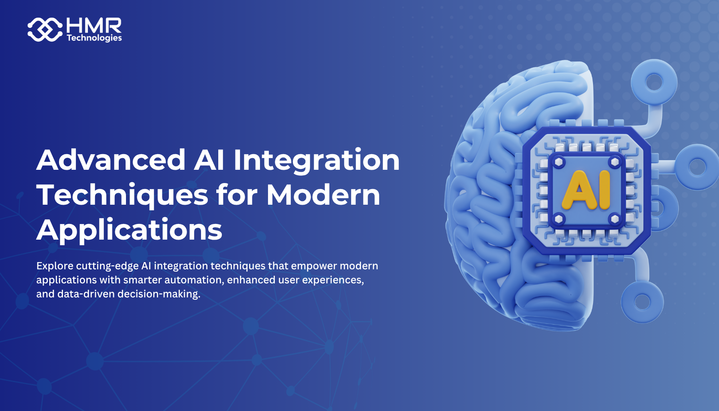 HMR
Technologies
Advanced AI Integration
Techniques for Modern
Applications
Explore cutting-edge AI integration techniques that empower modern
applications with smarter automation, enhanced user experiences,
and data-driven decision-making.
AI